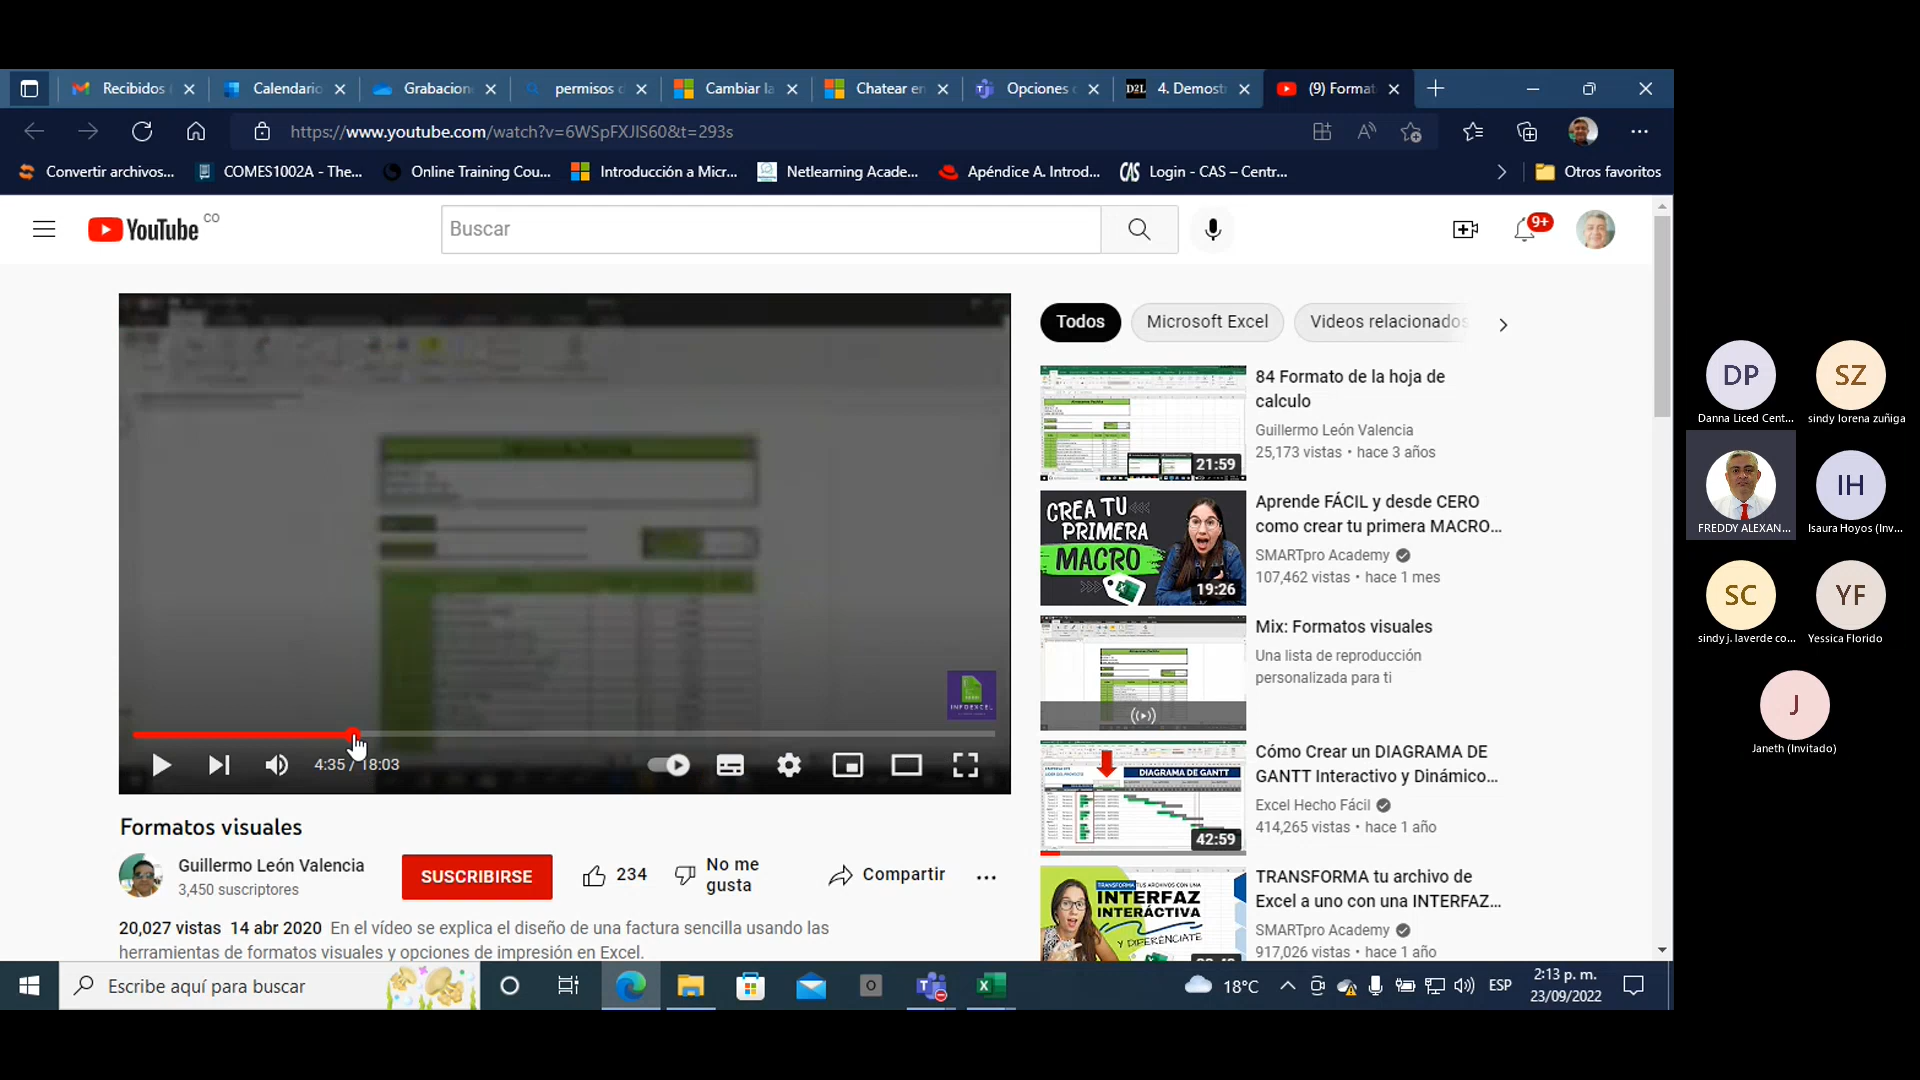 Recibidos
Calendario
Grabacion
permisos d
Cambiar la
Chatear en
Opciones
D2L 4. Demost
(9) Format
https://www.youtube.com/watch?v=6WSpFXJIS60&t=293s
Convertir archivos...
COMES1002A - The...
Online Training Cou...
Introducción a Micr...
Netlearning Acade...
Apéndice A. Introd...
CAS Login - CAS – Centr...
Otros favoritos
YouTube CO
Buscar
9+
INFOEXCEL
4:35 / 18:03
Formatos visuales
Guillermo León Valencia
3,450 suscriptores
SUSCRIBIRSE
234
No me gusta
Compartir
20,027 vistas 14 abr 2020 En el vídeo se explica el diseño de una factura sencilla usando las
herramientas de formatos visuales y opciones de impresión en Excel.
Todos
Microsoft Excel
Videos relacionados
21:59
84 Formato de la hoja de
calculo
Guillermo León Valencia
25,173 vistas • hace 3 años
CREA TU
PRIMERA
MACRO
19:26
Aprende FÁCIL y desde CERO
como crear tu primera MACRO...
SMARTpro Academy
107,462 vistas • hace 1 mes
Mix: Formatos visuales
Una lista de reproducción
personalizada para ti
DIAGRAMA DE GANTT
42:59
Cómo Crear un DIAGRAMA DE
GANTT Interactivo y Dinámico...
Excel Hecho Fácil
414,265 vistas • hace 1 año
TRANSFORMA TUS ARCHIVOS CON UNA
INTERFAZ
INTERÁCTIVA
Y DIFERÉNCIATE
TRANSFORMA tu archivo de
Excel a uno con una INTERFAZ...
SMARTpro Academy
917,026 vistas • hace 1 año
DP
Danna Liced Cent...
SZ
sindy lorena zuñiga
FREDDY ALEXAN...
IH
Isaura Hoyos (Inv...
SC
sindy j. laverde co...
YF
Yessica Florido
J
Janeth (Invitado)
Escribe aquí para buscar
18°C
ESP
2:13 p. m.
23/09/2022